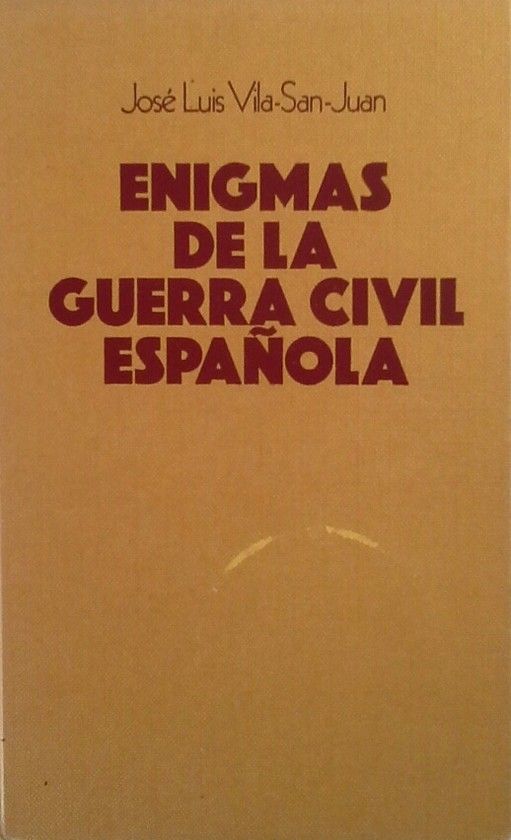 José Luis Vila-San-Juan
ENIGMAS
DE LA
GUERRA CIVIL
ESPAÑOLA